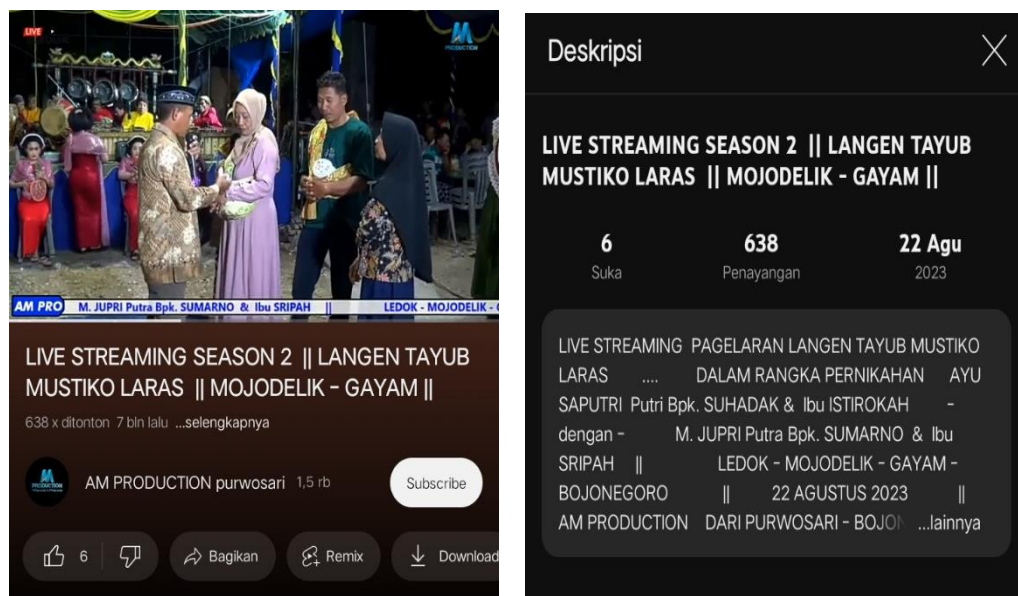 LIVE
PRODUCTION
AM PRO M. JUPRI Putra Bpk. SUMARNO & Ibu SRIPAH || LEDOK - MOJODELIK -
LIVE STREAMING SEASON 2 || LANGEN TAYUB
MUSTIKO LARAS || MOJODELIK - GAYAM ||
638 x ditonton 7 bln lalu ...selengkapnya
AM PRODUCTION purwosari 1,5 rb
Subscribe
6
Bagikan
Remix
Download
Deskripsi
LIVE STREAMING SEASON 2 || LANGEN TAYUB
MUSTIKO LARAS || MOJODELIK - GAYAM ||
6 638 22 Agu
Suka Penayangan 2023
LIVE STREAMING PAGELARAN LANGEN TAYUB MUSTIKO
LARAS .... DALAM RANGKA PERNIKAHAN AYU
SAPUTRI Putri Bpk. SUHADAK & Ibu ISTIROKAH -
dengan - M. JUPRI Putra Bpk. SUMARNO & Ibu
SRIPAH || LEDOK - MOJODELIK - GAYAM -
BOJONEGORO || 22 AGUSTUS 2023 ||
AM PRODUCTION DARI PURWOSARI - BOJON ...lainnya